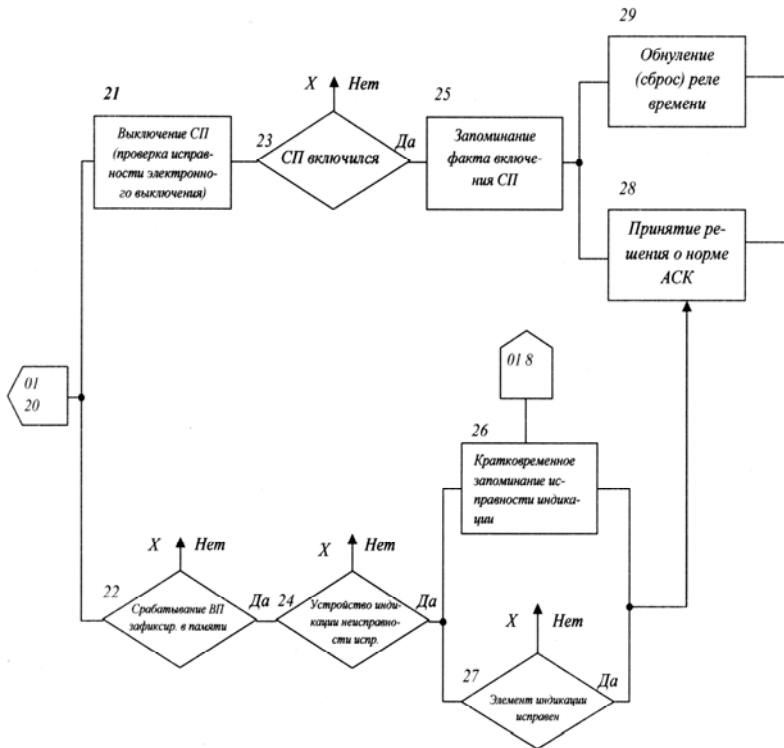 29
Обнуление
(сброс) реле
времени
21
Выключение СП
(проверка исправ-
ности электрон-
ного выключения)
X Нет
23
СП включился
Да
25
Запоминание
факта включе-
ния СП
28
Принятие ре-
шения о норме
АСК
01
20
01 8
26
Кратковременное
запоминание ис-
правности индика-
ции
X Нет
22
Срабатывание ВП
зафиксир. в памяти
Да
X Нет
24
Устройство инди-
кации неисправно-
сти испр.
Да
X Нет
27
Элемент индикации
исправен
Да